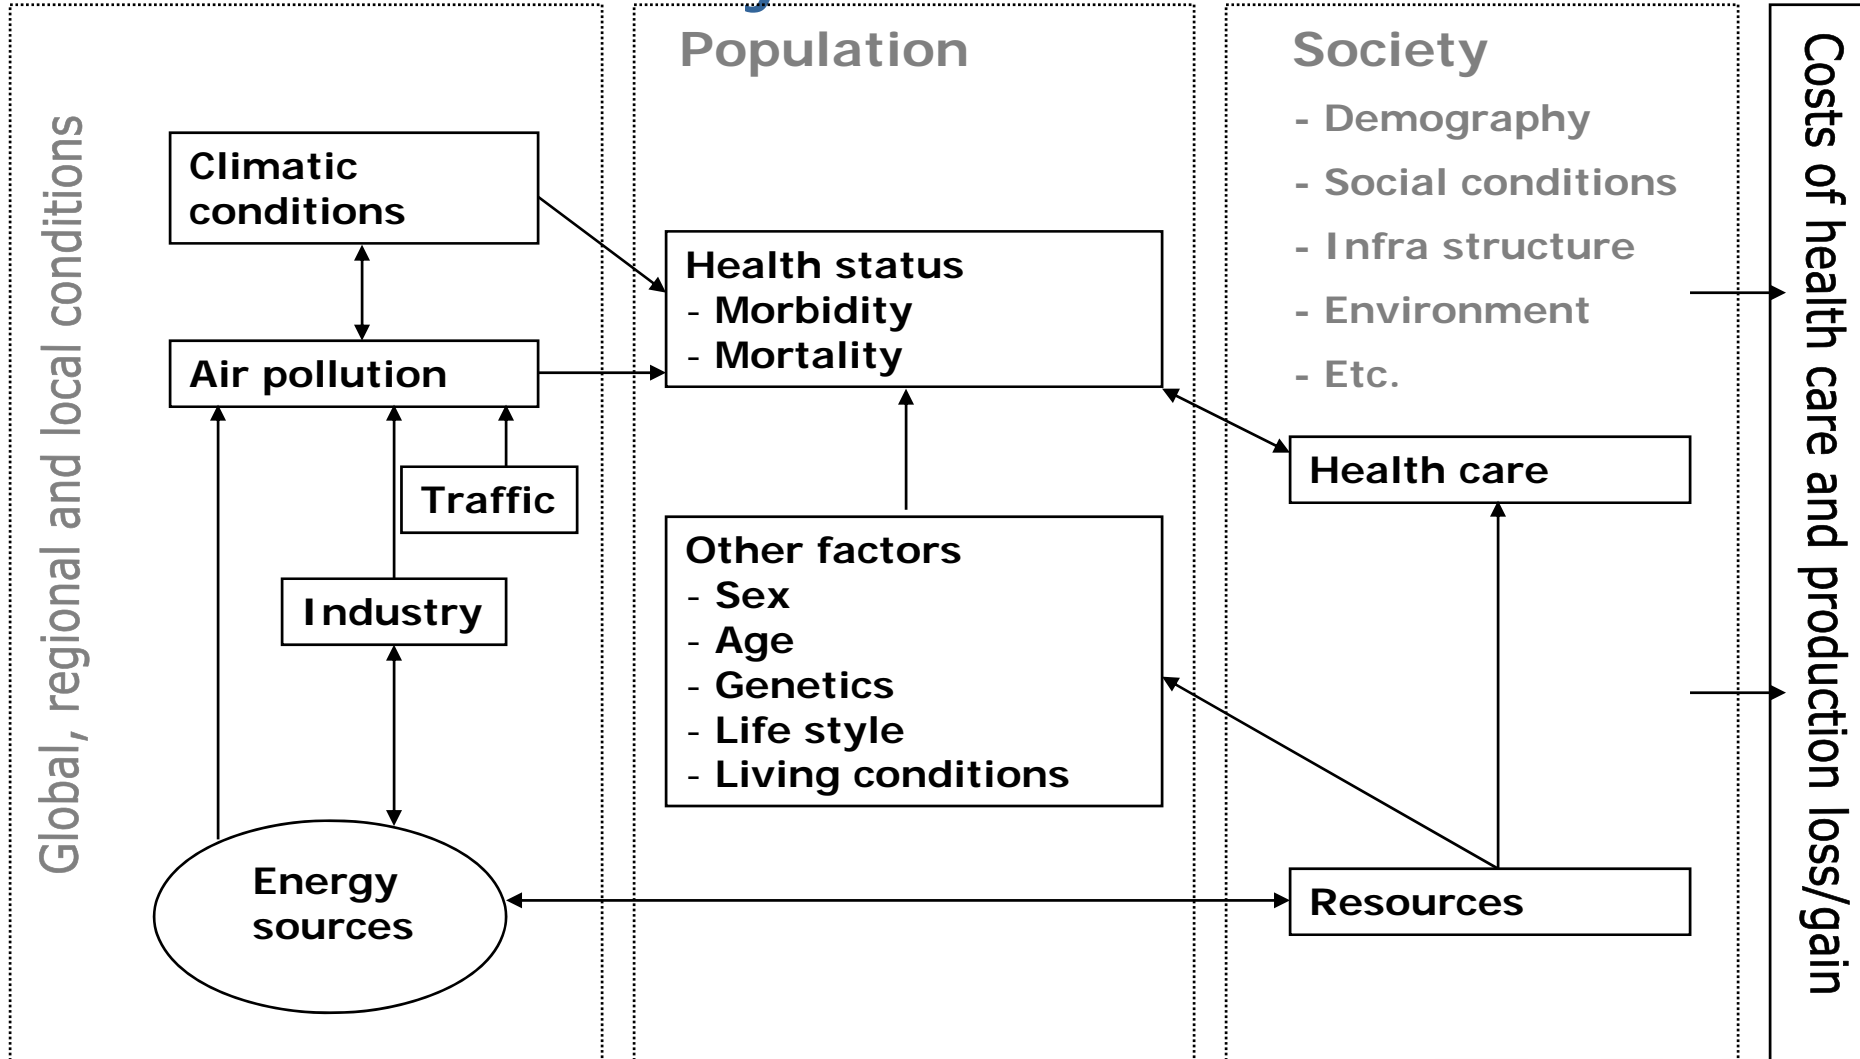 Global, regional and local conditions
Climatic
conditions
Air pollution
Traffic
Industry
Energy
sources
Population
Health status
- Morbidity
- Mortality
Other factors
- Sex
- Age
- Genetics
- Life style
- Living conditions
Society
- Demography
- Social conditions
- Infra structure
- Environment
- Etc.
Health care
Resources
Costs of health care and production loss/gain